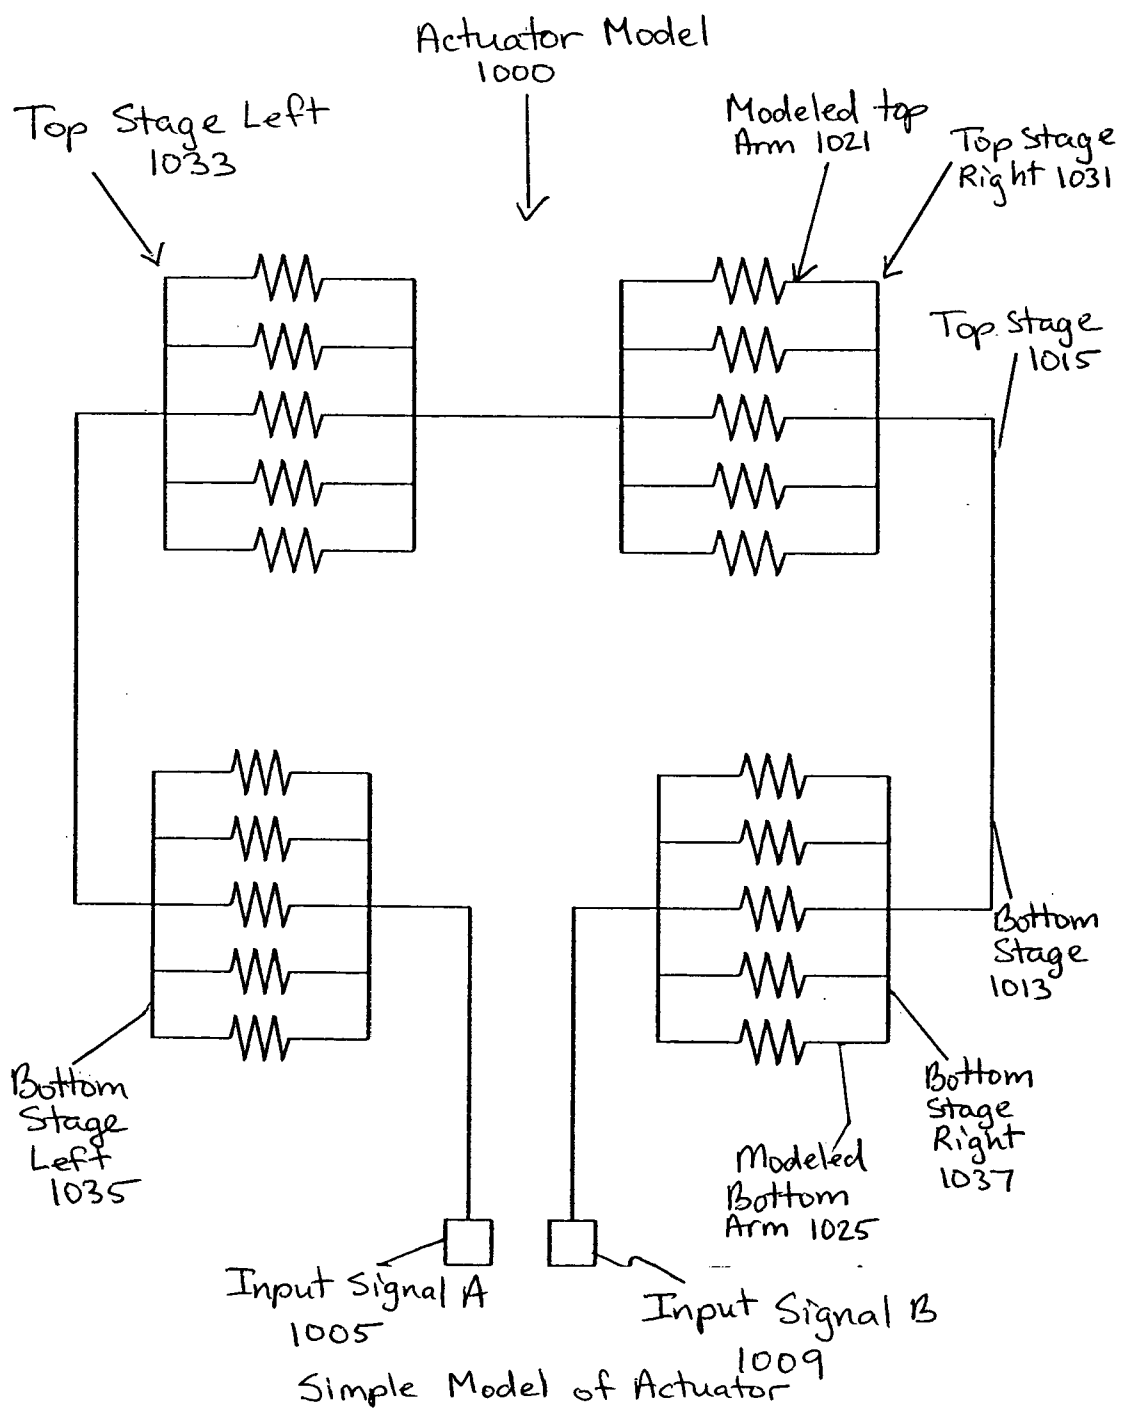 Actuator Model
1000
Top Stage Left
1033
Modeled top
Arm 1021
Top Stage
Right 1031
Top Stage
1015
Bottom
Stage
1013
Bottom
Stage
Left
1035
Bottom
Stage
Right
1037
Modeled
Bottom
Arm 1025
Input Signal A
1005
Input Signal B
1009
Simple Model of Actuator